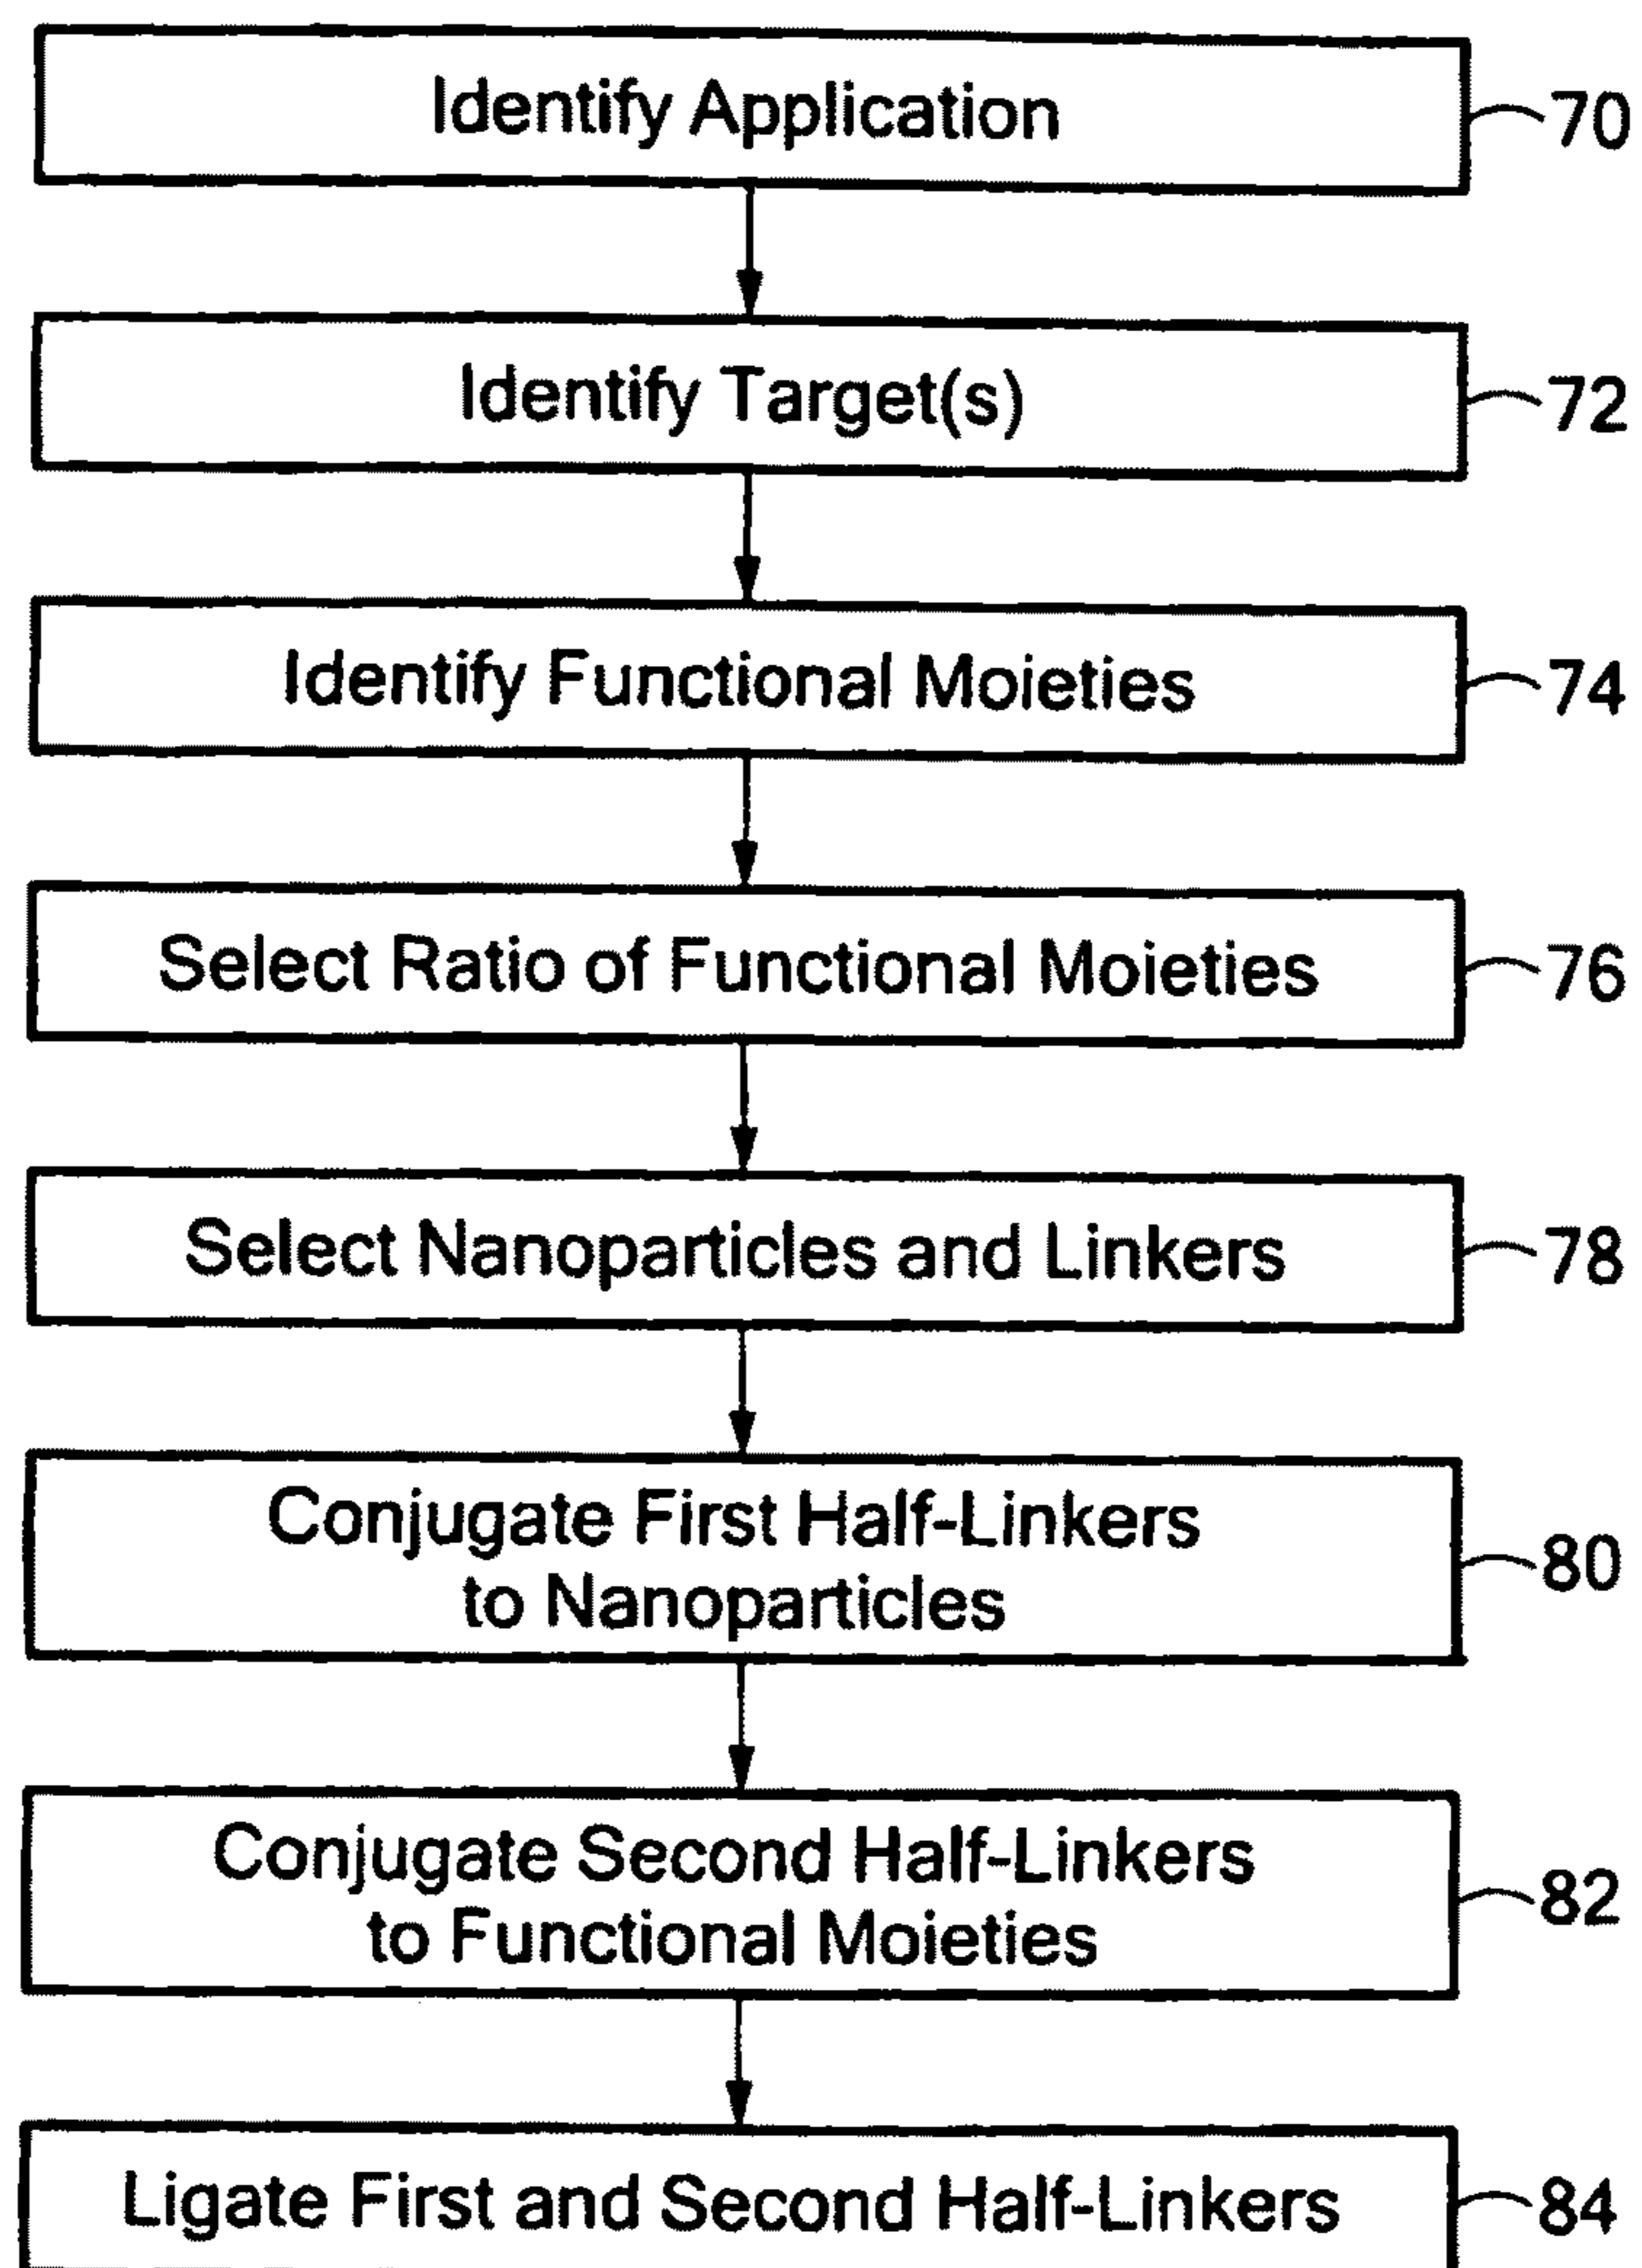 Identify Application
70
Identify Target(s)
72
Identify Functional Moieties
74
Select Ratio of Functional Moieties
76
Select Nanoparticles and Linkers
78
Conjugate First Half-Linkers
to Nanoparticles
80
Conjugate Second Half-Linkers
to Functional Moieties
82
Ligate First and Second Half-Linkers
84